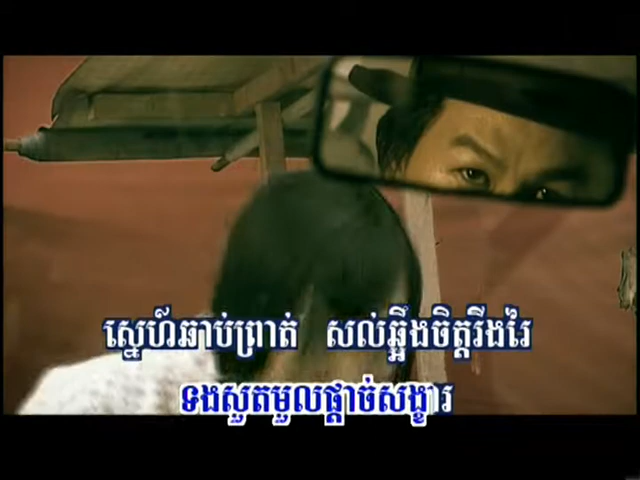 ស្នេហ៍ឆាប់ព្រាត់ សល់ឆ្អឹងចិត្តរីងរៃ
ទងសួតមួលផ្ដាច់សង្ខារ